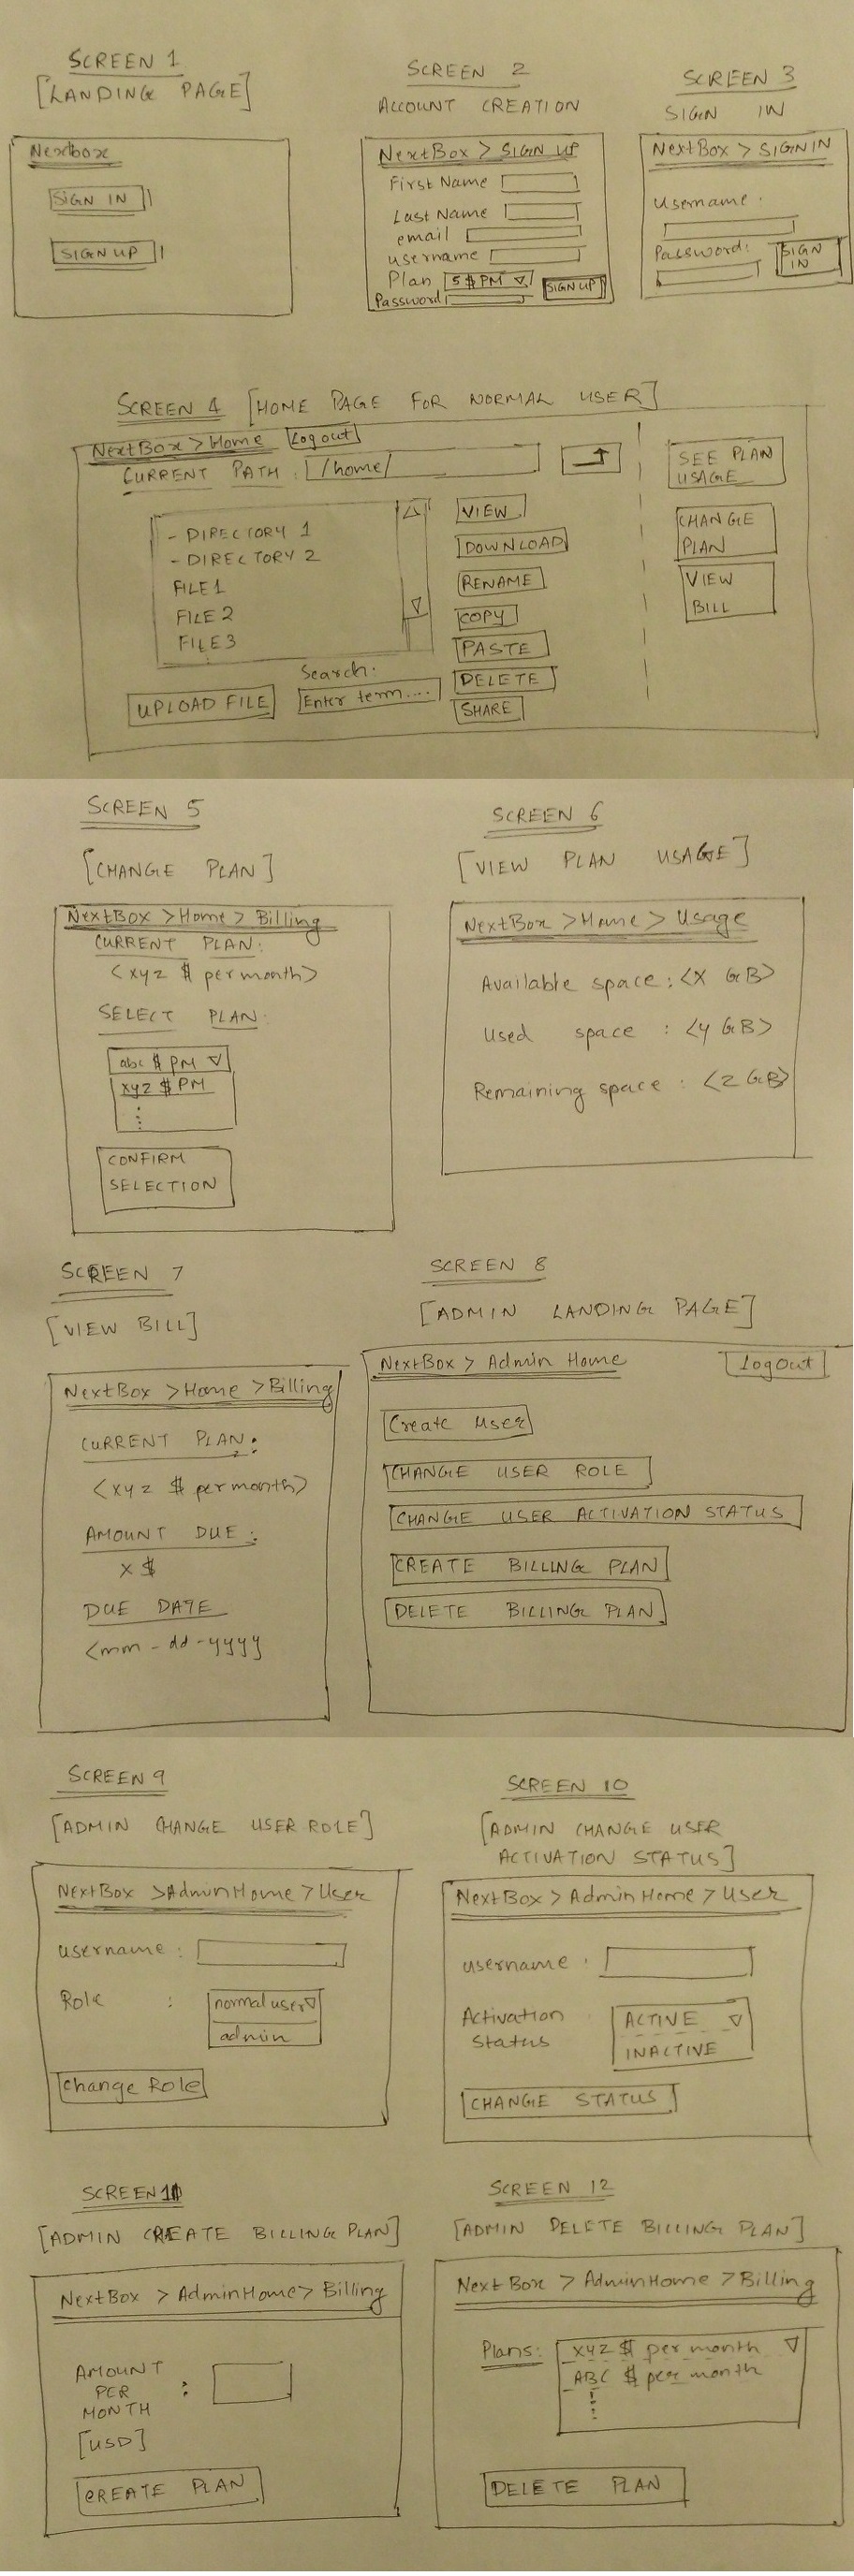 SCREEN 1
[LANDING PAGE]
Nextbox
SIGN IN
SIGN UP
SCREEN 2
ACCOUNT CREATION
NextBox > SIGN UP
First Name
Last Name
email
username
Plan 5 $ PM
Password
SIGN UP
SCREEN 3
SIGN IN
NextBox > SIGN IN
Username
Password:
SIGN
IN
SCREEN 4 [HOME PAGE FOR NORMAL USER]
NextBox > Home Logout
CURRENT PATH : /home/
- DIRECTORY 1
- DIRECTORY 2
FILE 1
FILE 2
FILE 3
Search:
UPLOAD FILE
Enter term....
VIEW
DOWNLOAD
RENAME
COPY
PASTE
DELETE
SHARE
SEE PLAN
USAGE
CHANGE
PLAN
VIEW
BILL
SCREEN 5
[CHANGE PLAN]
NextBox > Home > Billing
CURRENT PLAN:
<xyz $ per month>
SELECT PLAN:
abc $ PM
xyz $ PM
CONFIRM
SELECTION
SCREEN 6
[VIEW PLAN USAGE]
NextBox > Home > Usage
Available space : <X GB>
Used space : <Y GB>
Remaining space : <Z GB>
SCREEN 7
[VIEW BILL]
NextBox > Home > Billing
CURRENT PLAN:
<xyz $ per month>
AMOUNT DUE :
X $
DUE DATE
<mm - dd - yyyy
SCREEN 8
[ADMIN LANDING PAGE]
NextBox > Admin Home
Logout
Create User
CHANGE USER ROLE
CHANGE USER ACTIVATION STATUS
CREATE BILLING PLAN
DELETE BILLING PLAN
SCREEN 9
[ADMIN CHANGE USER ROLE]
NextBox > Admin Home > User
username :
Role : normal user
admin
Change Role
SCREEN 10
[ADMIN CHANGE USER
ACTIVATION STATUS]
NextBox > Admin Home > User
username :
Activation
Status
ACTIVE
INACTIVE
CHANGE STATUS
SCREEN 11
[ADMIN CREATE BILLING PLAN]
NextBox > Admin Home > Billing
AMOUNT
PER :
MONTH
[USD]
CREATE PLAN
SCREEN 12
[ADMIN DELETE BILLING PLAN]
NextBox > Admin Home > Billing
Plans: XYZ $ per month
ABC $ per month
DELETE PLAN